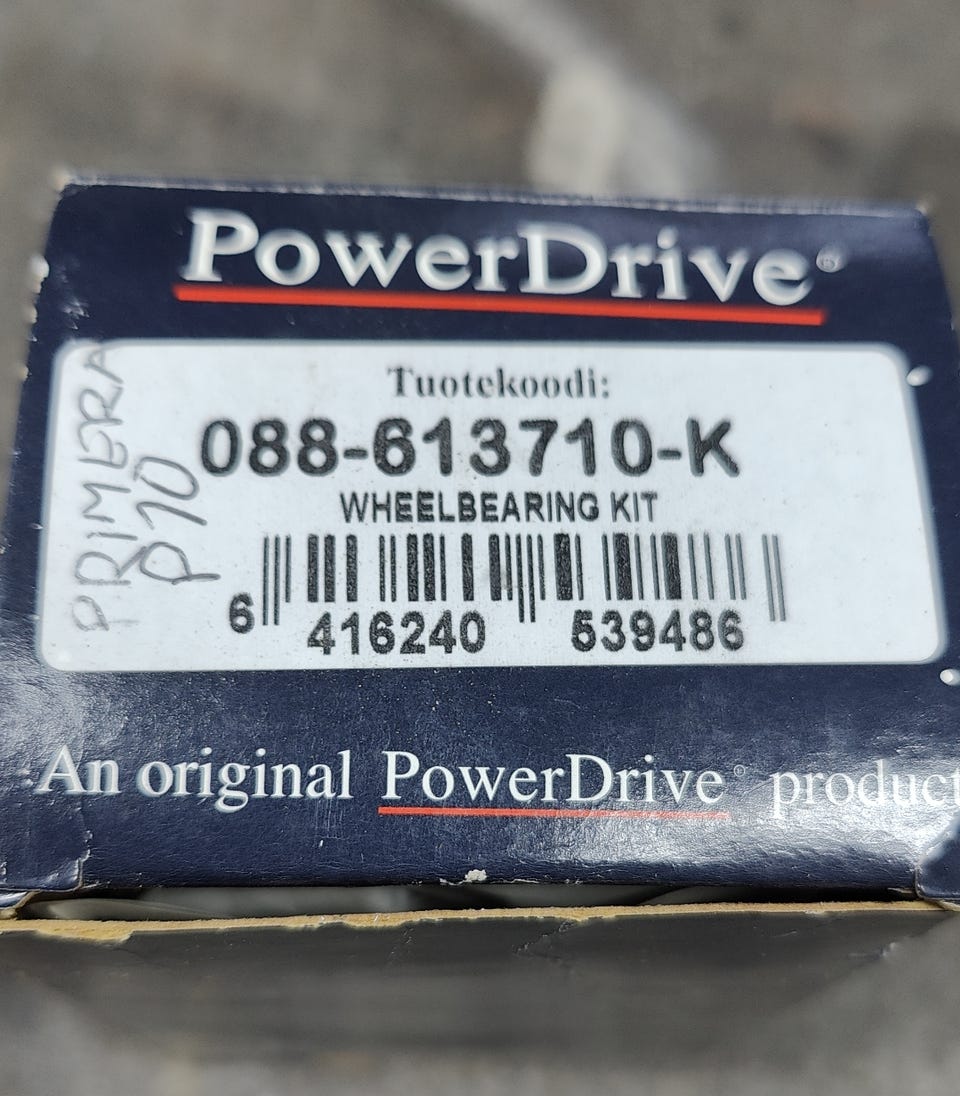 PowerDrive®
Tuotekoodi:
088-613710-K
WHEELBEARING KIT
6 416240 539486
PRIMERA
P10
An original PowerDrive® product